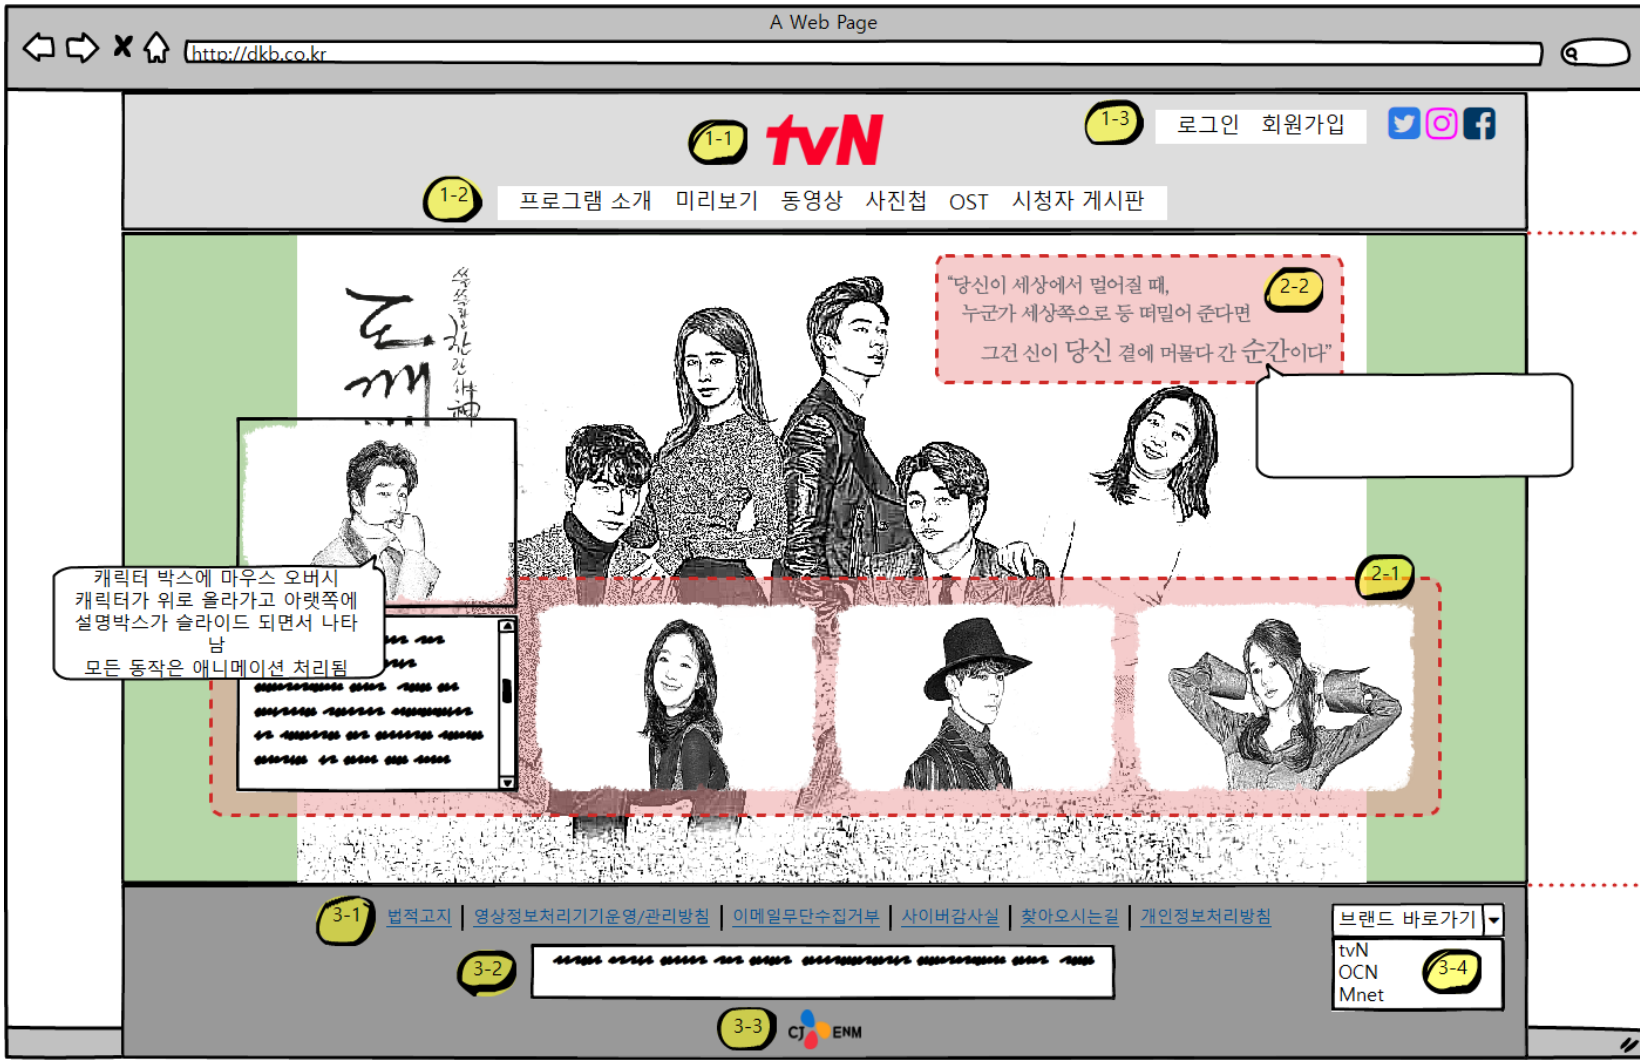 A Web Page
http://dkb.co.kr
1-1
tvN
1-3
로그인 회원가입
1-2
프로그램 소개 미리보기 동영상 사진첩 OST 시청자 게시판
쓸쓸하고 찬란하神
도깨
“당신이 세상에서 멀어질 때,
누군가 세상쪽으로 등 떠밀어 준다면
그건 신이 당신 곁에 머물다 간 순간이다”
2-2
캐릭터 박스에 마우스 오버시
캐릭터가 위로 올라가고 아랫쪽에
설명박스가 슬라이드 되면서 나타
남
모든 동작은 애니메이션 처리됨
2-1
3-1
법적고지 | 영상정보처리기기운영/관리방침 | 이메일무단수집거부 | 사이버감사실 | 찾아오시는길 | 개인정보처리방침
브랜드 바로가기
tvN
OCN
Mnet
3-4
3-2
3-3
CJ ENM